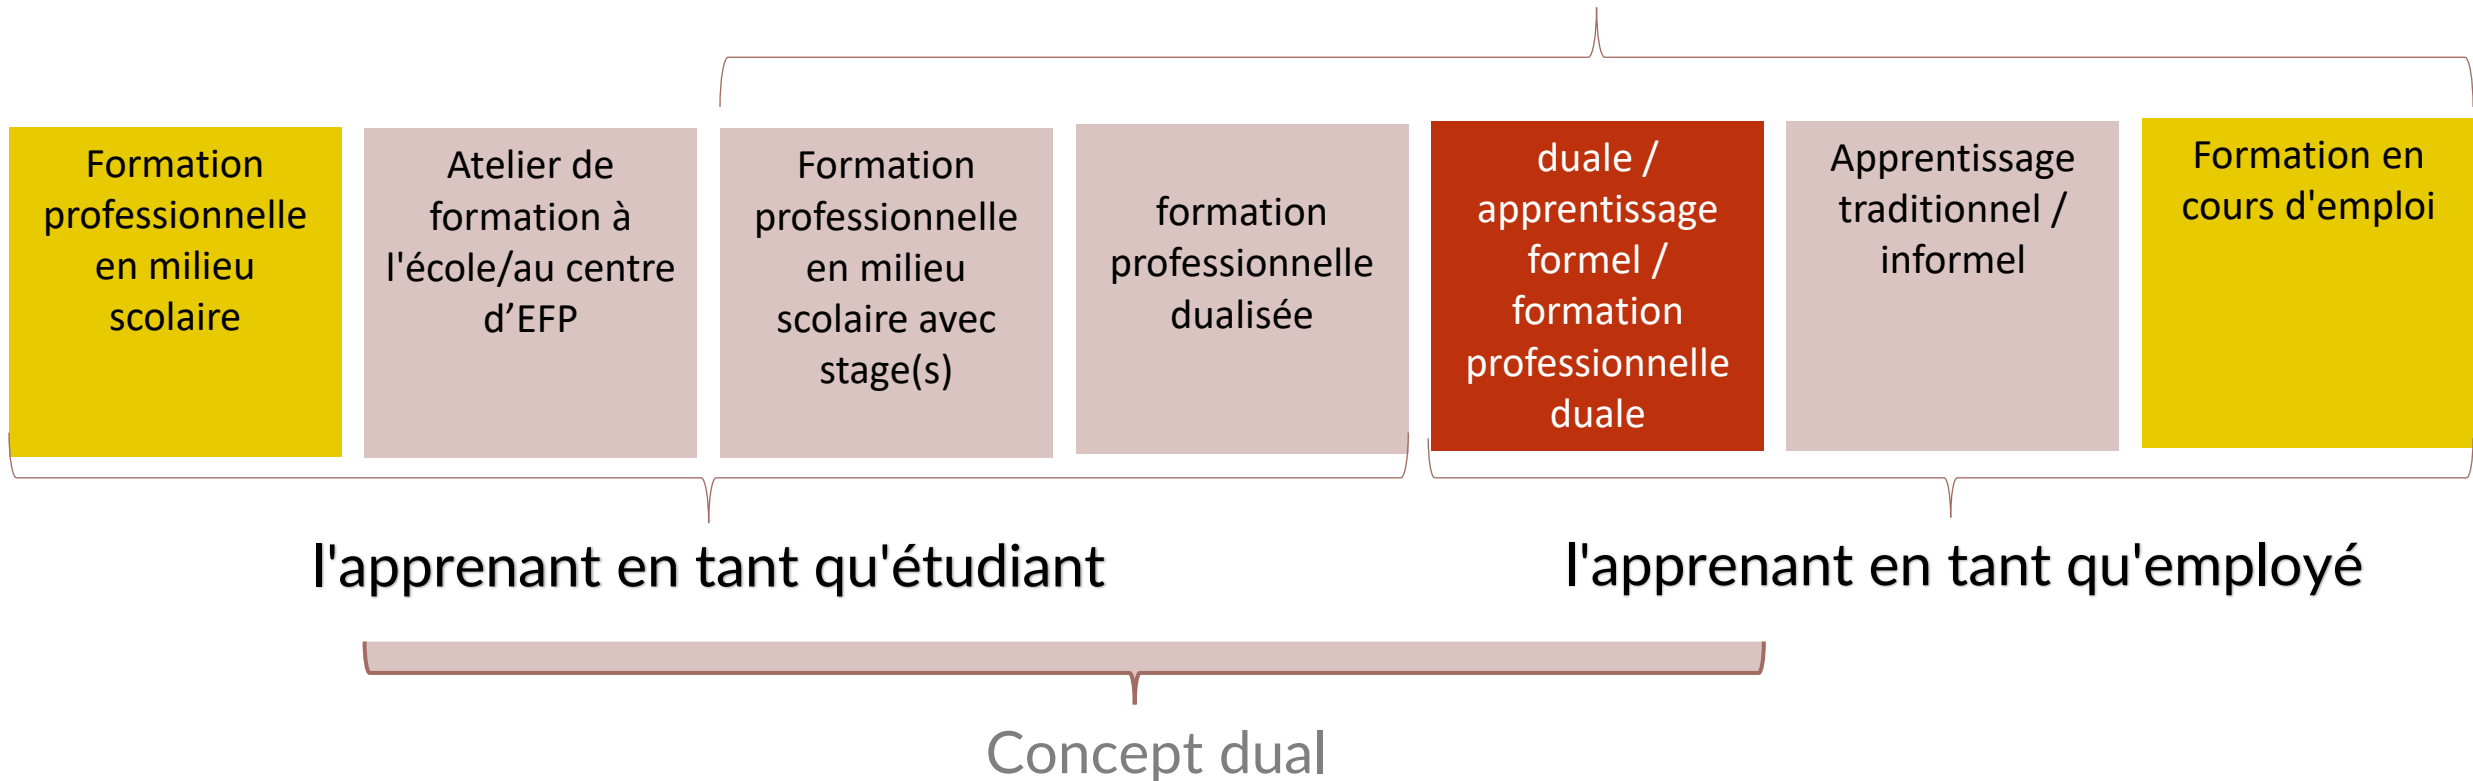 Formation
professionnelle
en milieu
scolaire
Atelier de
formation à
l'école/au centre
d’EFP
Formation
professionnelle
en milieu
scolaire avec
stage(s)
formation
professionnelle
dualisée
duale /
apprentissage
formel /
formation
professionnelle
duale
Apprentissage
traditionnel /
informel
Formation en
cours d'emploi
l'apprenant en tant qu'étudiant
l'apprenant en tant qu'employé
Concept dual